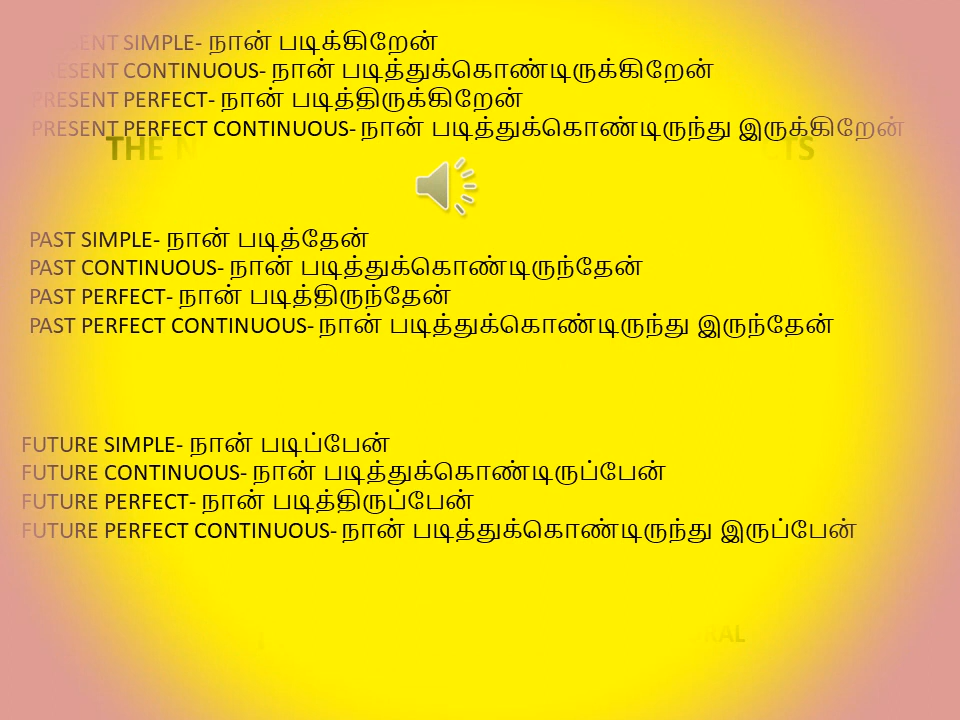 SIMPLE- நான் படிக்கிறேன்
PRESENT CONTINUOUS- நான் படித்துக்கொண்டிருக்கிறேன்
PRESENT PERFECT- நான் படித்திருக்கிறேன்
PRESENT PERFECT CONTINUOUS- நான் படித்துக்கொண்டிருந்து இருக்கிறேன்
THE
PAST SIMPLE- நான் படித்தேன்
PAST CONTINUOUS- நான் படித்துக்கொண்டிருந்தேன்
PAST PERFECT- நான் படித்திருந்தேன்
PAST PERFECT CONTINUOUS- நான் படித்துக்கொண்டிருந்து இருந்தேன்
FUTURE SIMPLE- நான் படிப்பேன்
FUTURE CONTINUOUS- நான் படித்துக்கொண்டிருப்பேன்
FUTURE PERFECT- நான் படித்திருப்பேன்
FUTURE PERFECT CONTINUOUS- நான் படித்துக்கொண்டிருந்து இருப்பேன்